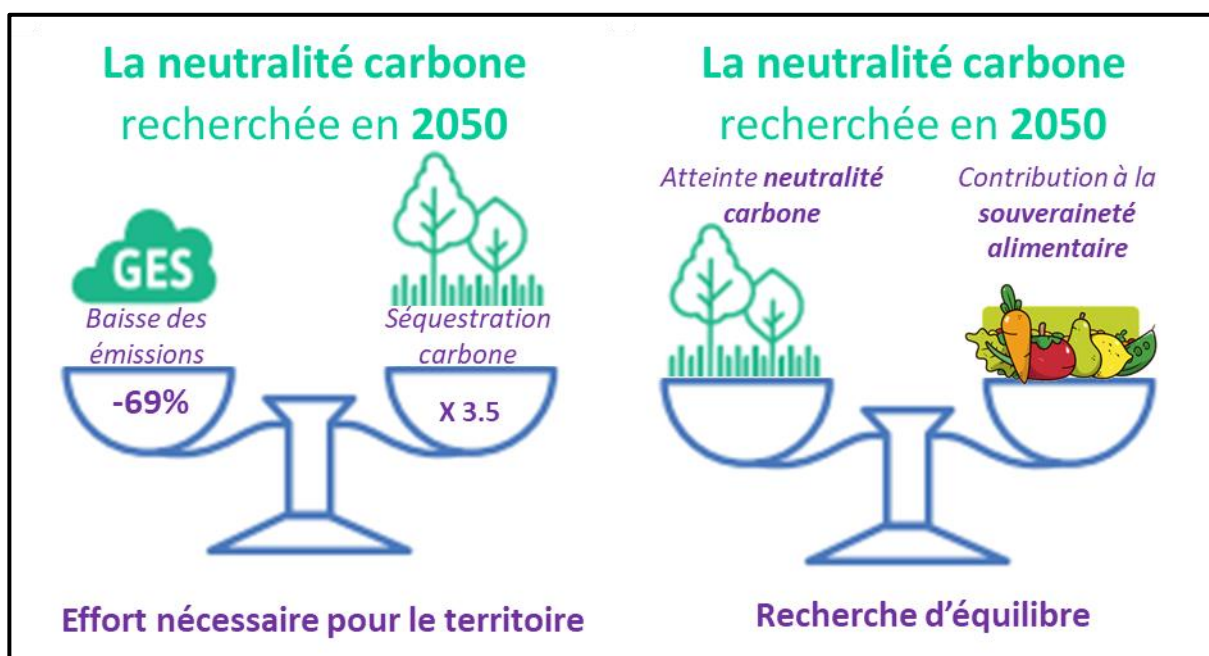 La neutralité carbone
recherchée en 2050
GES
Baisse des
émissions
-69%
Séquestration
carbone
X 3.5
Effort nécessaire pour le territoire
La neutralité carbone
recherchée en 2050
Atteinte neutralité
carbone
Contribution à la
souveraineté
alimentaire
Recherche d'équilibre